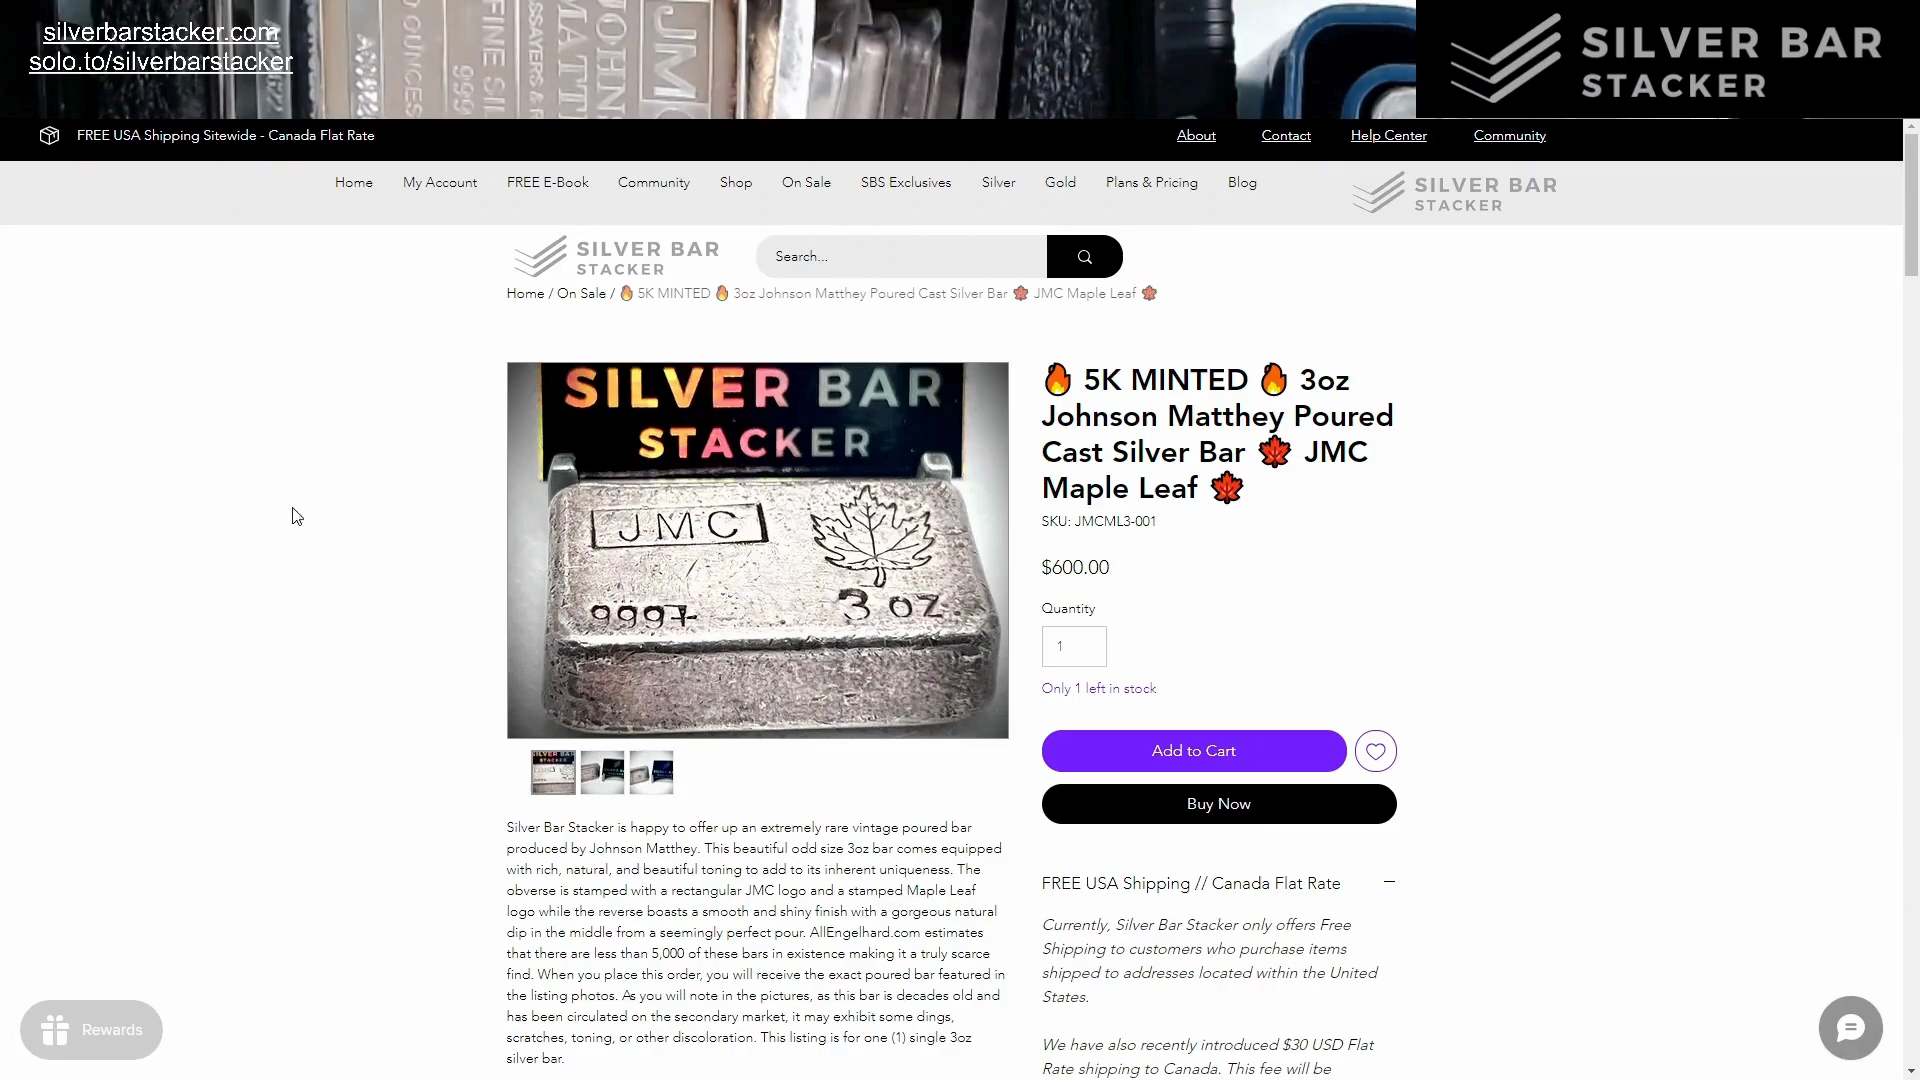 silverbarstacker.com
solo.to/silverbarstacker
OUNCES
999
FINE SIL
ASSAYERS & R
JOHN
MATT
JM
SILVER BAR
STACKER
FREE USA Shipping Sitewide - Canada Flat Rate
About
Contact
Help Center
Community
Home
My Account
FREE E-Book
Community
Shop
On Sale
SBS Exclusives
Silver
Gold
Plans & Pricing
Blog
SILVER BAR
STACKER
SILVER BAR
STACKER
Search...
Home / On Sale / 🔥 5K MINTED 🔥 3oz Johnson Matthey Poured Cast Silver Bar 🍁 JMC Maple Leaf 🍁
SILVER BAR
STACKER
JMC
9997
3 oz
🔥 5K MINTED 🔥 3oz
Johnson Matthey Poured
Cast Silver Bar 🍁 JMC
Maple Leaf 🍁
SKU: JMCML3-001
$600.00
Quantity
1
Only 1 left in stock
Add to Cart
Buy Now
Silver Bar Stacker is happy to offer up an extremely rare vintage poured bar
produced by Johnson Matthey. This beautiful odd size 3oz bar comes equipped
with rich, natural, and beautiful toning to add to its inherent uniqueness. The
obverse is stamped with a rectangular JMC logo and a stamped Maple Leaf
logo while the reverse boasts a smooth and shiny finish with a gorgeous natural
dip in the middle from a seemingly perfect pour. AllEngelhard.com estimates
that there are less than 5,000 of these bars in existence making it a truly scarce
find. When you place this order, you will receive the exact poured bar featured in
the listing photos. As you will note in the pictures, as this bar is decades old and
has been circulated on the secondary market, it may exhibit some dings,
scratches, toning, or other discoloration. This listing is for one (1) single 3oz
silver bar.
FREE USA Shipping // Canada Flat Rate
Currently, Silver Bar Stacker only offers Free
Shipping to customers who purchase items
shipped to addresses located within the United
States.
We have also recently introduced $30 USD Flat
Rate shipping to Canada. This fee will be
Rewards